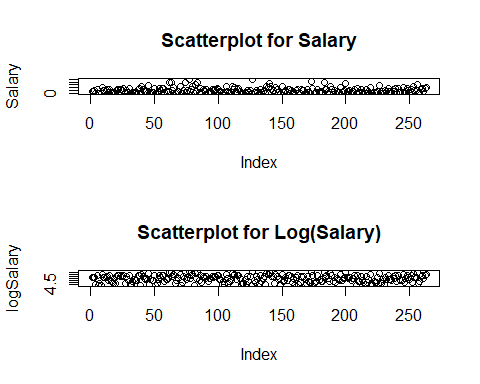 Scatterplot for Salary
Salary
0
0 50 100 150 200 250
Index
Scatterplot for Log(Salary)
logSalary
4.5
0 50 100 150 200 250
Index